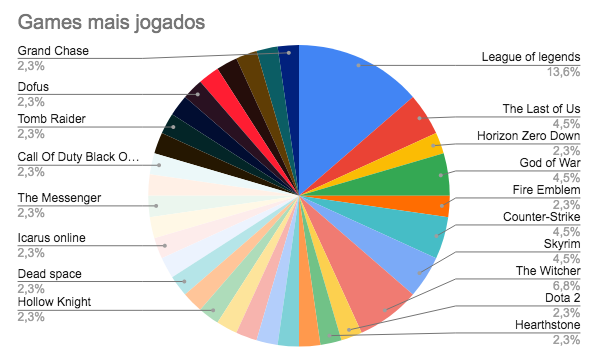 Games mais jogados
Grand Chase
2,3%
Dofus
2,3%
Tomb Raider
2,3%
Call Of Duty Black O…
2,3%
The Messenger
2,3%
Icarus online
2,3%
Dead space
2,3%
Hollow Knight
2,3%
League of legends
13,6%
The Last of Us
4,5%
Horizon Zero Down
2,3%
God of War
4,5%
Fire Emblem
2,3%
Counter-Strike
4,5%
Skyrim
4,5%
The Witcher
6,8%
Dota 2
2,3%
Hearthstone
2,3%